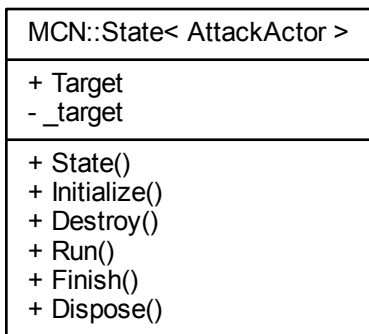 MCN::State< AttackActor >
+ Target
- _target
+ State()
+ Initialize()
+ Destroy()
+ Run()
+ Finish()
+ Dispose()